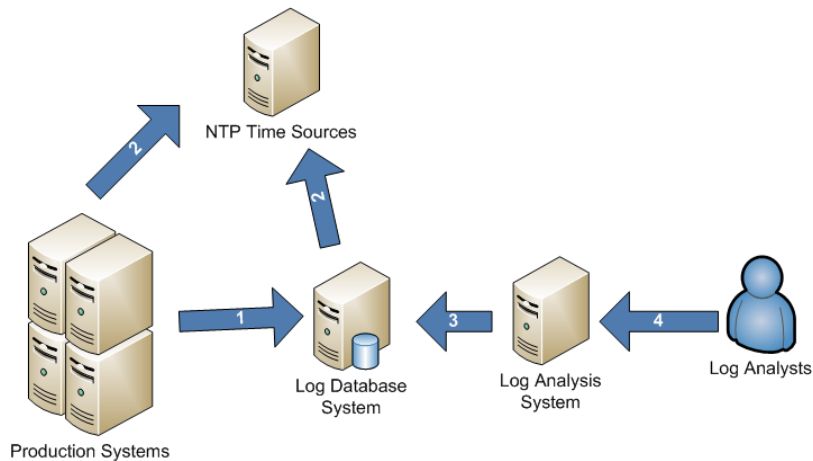 NTP Time Sources
2
2
1
3
4
Log Database
System
Log Analysis
System
Log Analysts
Production Systems